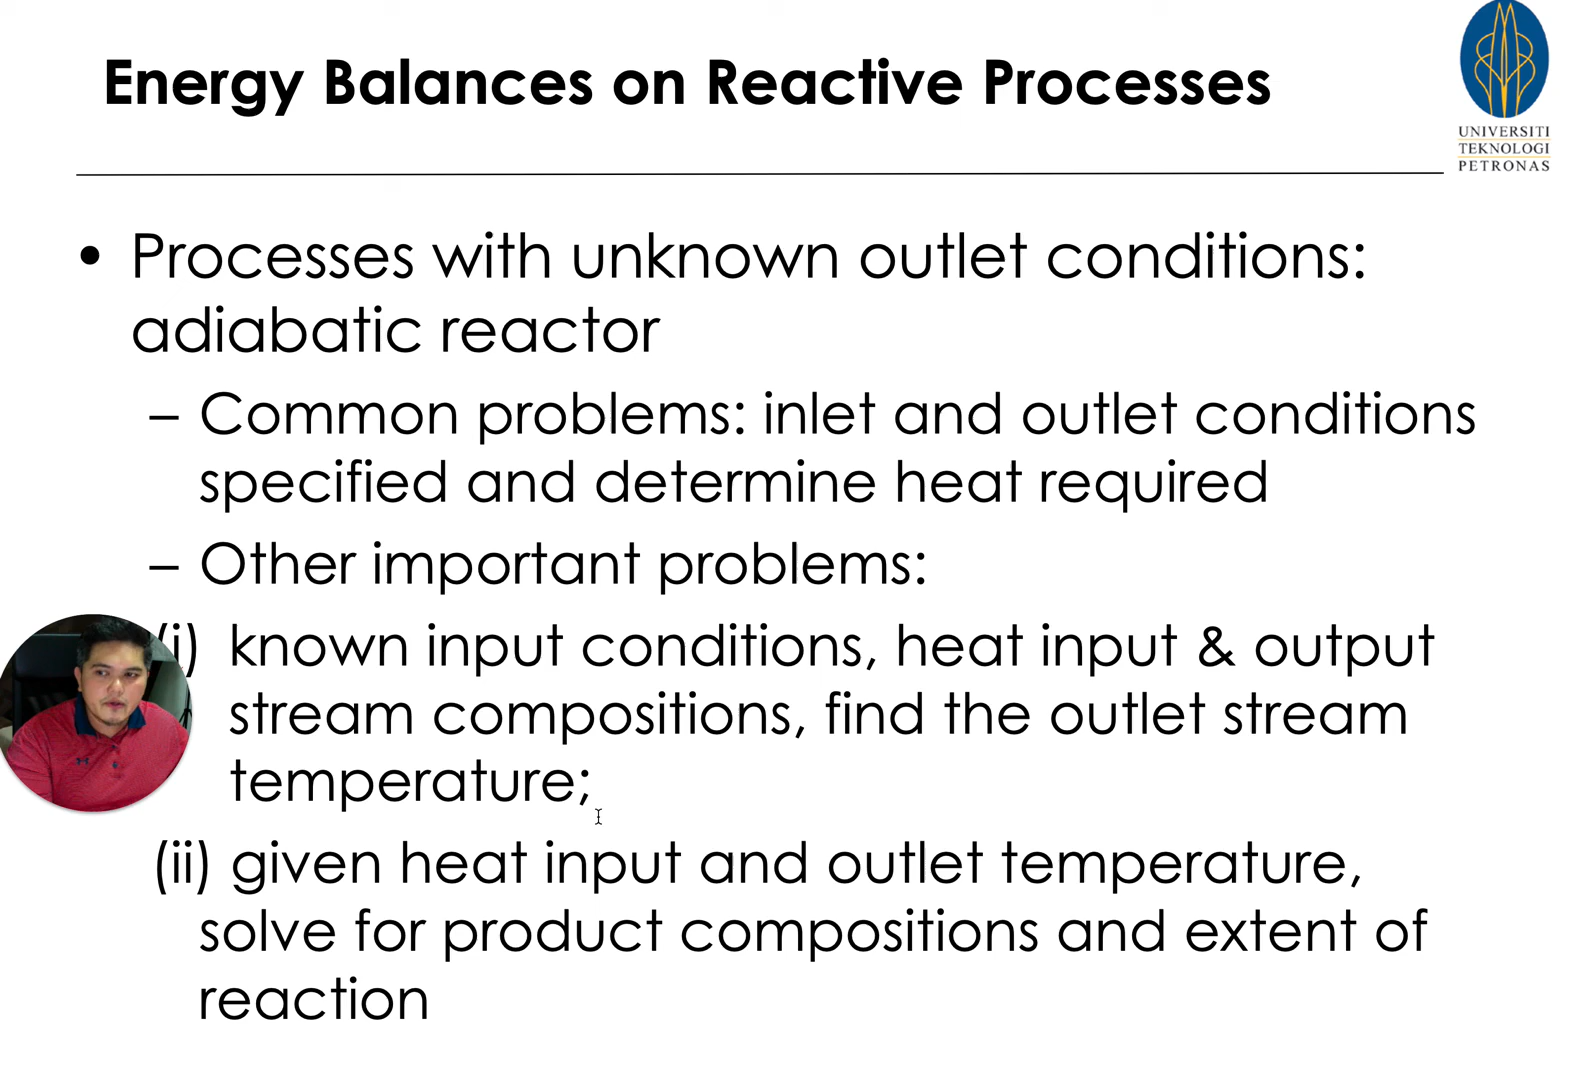 Energy Balances on Reactive Processes
UNIVERSITI
TEKNOLOGI
PETRONAS
• Processes with unknown outlet conditions:
adiabatic reactor
– Common problems: inlet and outlet conditions
specified and determine heat required
– Other important problems:
(i) known input conditions, heat input & output
stream compositions, find the outlet stream
temperature;
(ii) given heat input and outlet temperature,
solve for product compositions and extent of
reaction